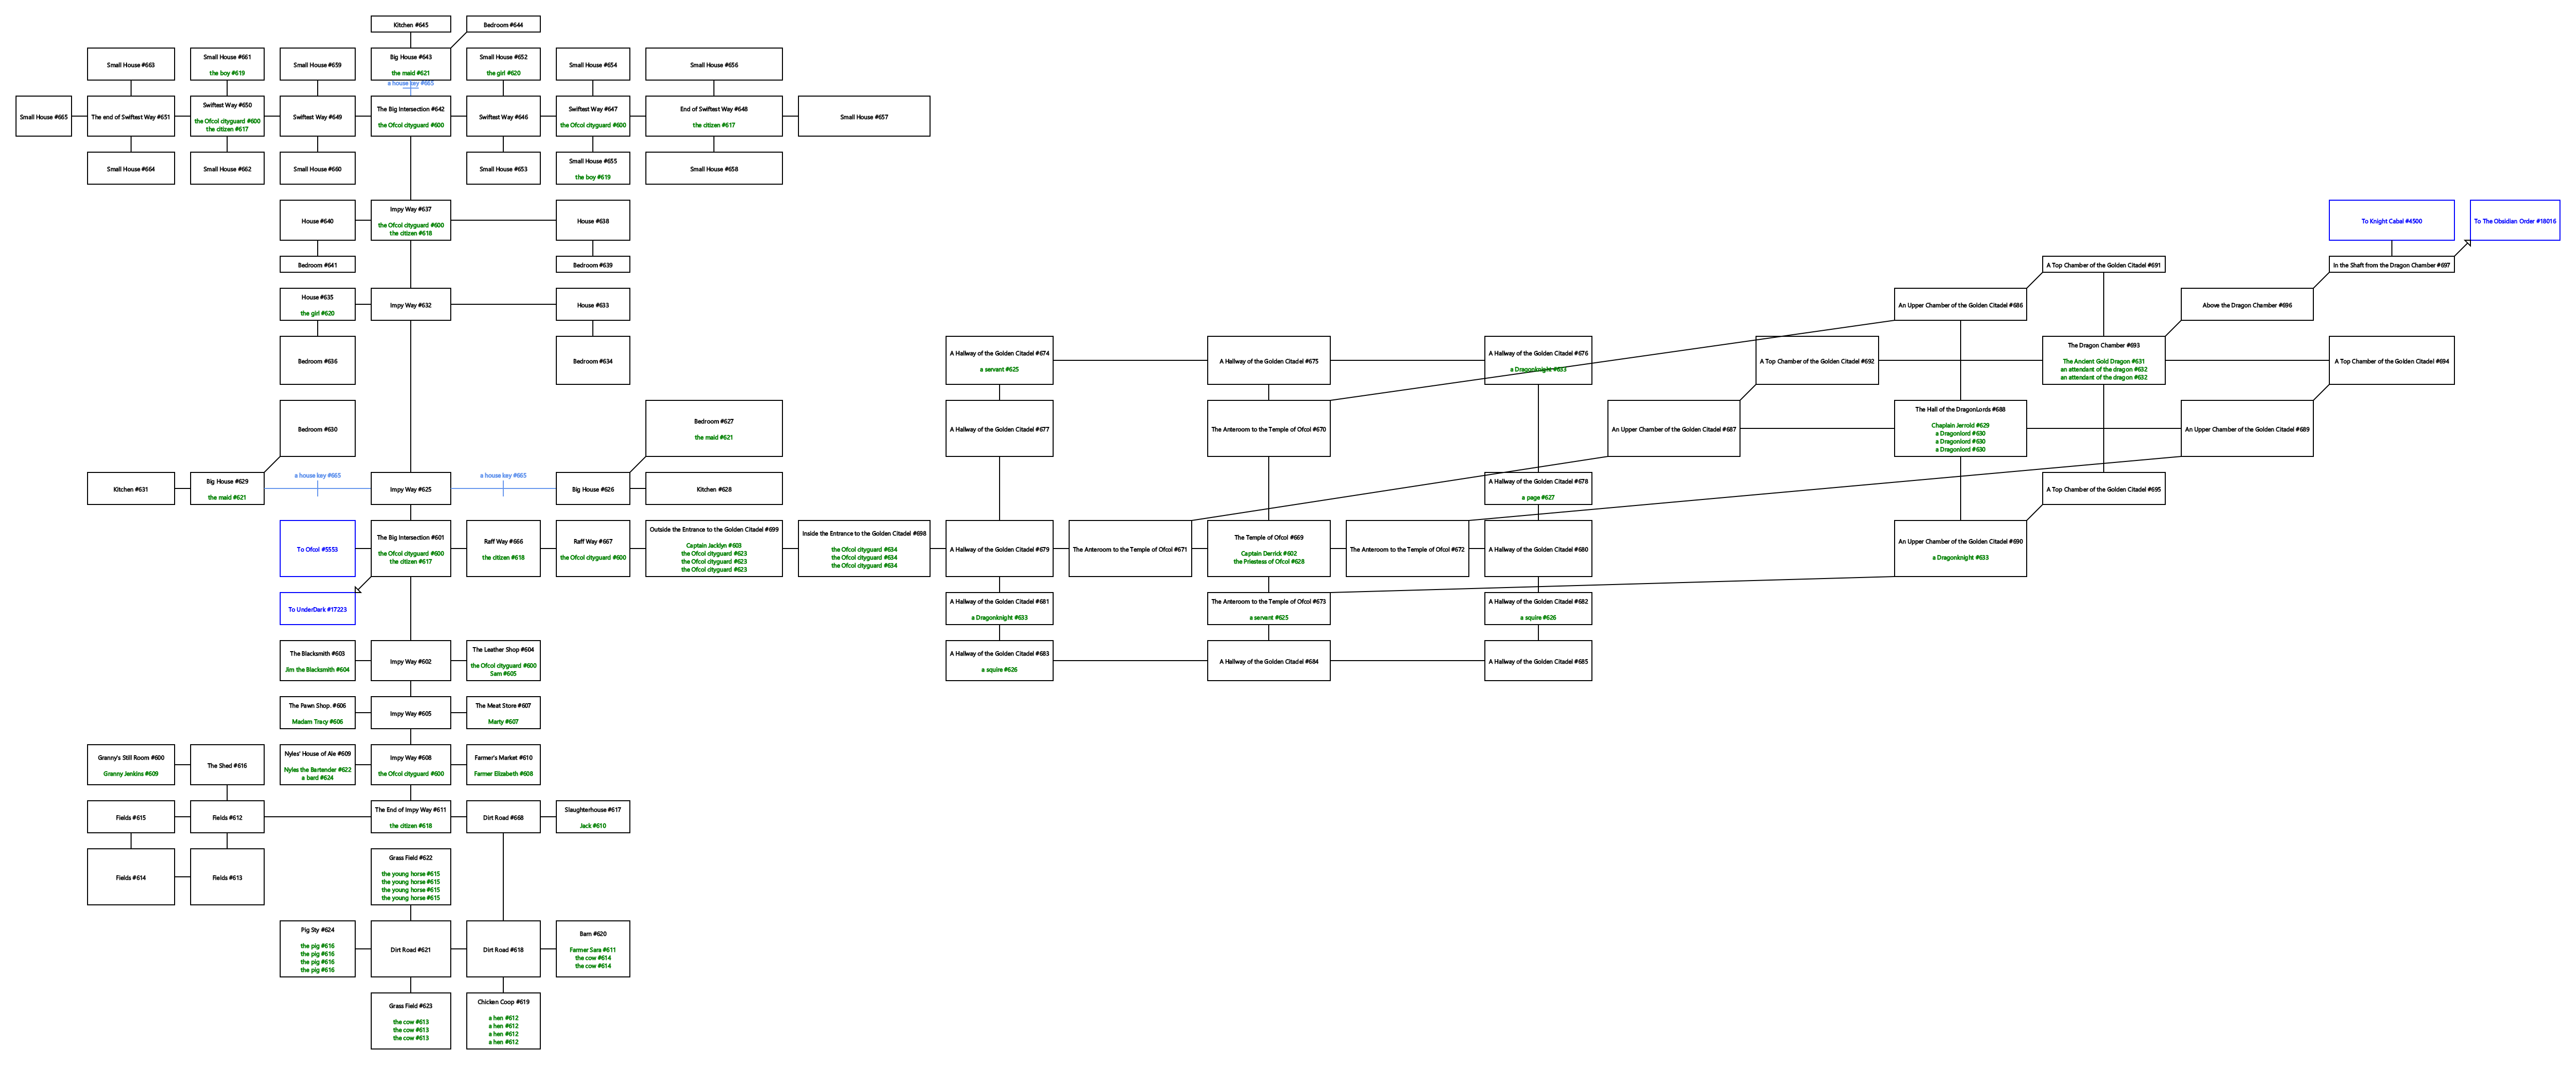 Kitchen #645
Bedroom #644
Small House #663
Small House #661
the boy #619
Small House #659
Big House #643
the maid #621
Small House #652
the girl #620
Small House #654
Small House #656
a house key #665
Small House #665
The end of Swiftest Way #651
Swiftest Way #650
the Ofcol cityguard #600
the citizen #617
Swiftest Way #649
The Big Intersection #642
the Ofcol cityguard #600
Swiftest Way #646
Swiftest Way #647
the Ofcol cityguard #600
End of Swiftest Way #648
the citizen #617
Small House #657
Small House #664
Small House #662
Small House #660
Small House #653
Small House #655
the boy #619
Small House #658
House #640
Impy Way #637
the Ofcol cityguard #600
the citizen #618
House #638
To Knight Cabal #4500
To The Obsidian Order #18016
Bedroom #641
Bedroom #639
A Top Chamber of the Golden Citadel #691
In the Shaft from the Dragon Chamber #697
House #635
the girl #620
Impy Way #632
House #633
An Upper Chamber of the Golden Citadel #686
Above the Dragon Chamber #696
Bedroom #636
Bedroom #634
A Hallway of the Golden Citadel #674
a servant #625
A Hallway of the Golden Citadel #675
A Hallway of the Golden Citadel #676
a Dragonknight #633
A Top Chamber of the Golden Citadel #692
The Dragon Chamber #693
The Ancient Gold Dragon #631
an attendant of the dragon #632
an attendant of the dragon #632
A Top Chamber of the Golden Citadel #694
Bedroom #630
Bedroom #627
the maid #621
A Hallway of the Golden Citadel #677
The Anteroom to the Temple of Ofcol #670
An Upper Chamber of the Golden Citadel #687
The Hall of the DragonLords #688
Chaplain Jerrold #629
a Dragonlord #630
a Dragonlord #630
a Dragonlord #630
An Upper Chamber of the Golden Citadel #689
Kitchen #631
Big House #629
the maid #621
a house key #665
Impy Way #625
a house key #665
Big House #626
Kitchen #628
A Hallway of the Golden Citadel #678
a page #627
A Top Chamber of the Golden Citadel #695
To Ofcol #5553
The Big Intersection #601
the Ofcol cityguard #600
the citizen #617
Raff Way #666
the citizen #618
Raff Way #667
the Ofcol cityguard #600
Outside the Entrance to the Golden Citadel #699
Captain Jacklyn #603
the Ofcol cityguard #623
the Ofcol cityguard #623
the Ofcol cityguard #623
Inside the Entrance to the Golden Citadel #698
the Ofcol cityguard #634
the Ofcol cityguard #634
the Ofcol cityguard #634
A Hallway of the Golden Citadel #679
The Anteroom to the Temple of Ofcol #671
The Temple of Ofcol #669
Captain Derrick #602
the Priestess of Ofcol #628
The Anteroom to the Temple of Ofcol #672
A Hallway of the Golden Citadel #680
An Upper Chamber of the Golden Citadel #690
a Dragonknight #633
To UnderDark #17223
A Hallway of the Golden Citadel #681
a Dragonknight #633
The Anteroom to the Temple of Ofcol #673
a servant #625
A Hallway of the Golden Citadel #682
a squire #626
The Blacksmith #603
Jim the Blacksmith #604
Impy Way #602
The Leather Shop #604
the Ofcol cityguard #600
Sam #605
A Hallway of the Golden Citadel #683
a squire #626
A Hallway of the Golden Citadel #684
A Hallway of the Golden Citadel #685
The Pawn Shop. #606
Madam Tracy #606
Impy Way #605
The Meat Store #607
Marty #607
Granny's Still Room #600
Granny Jenkins #609
The Shed #616
Nyles' House of Ale #609
Nyles the Bartender #622
a bard #624
Impy Way #608
the Ofcol cityguard #600
Farmer's Market #610
Farmer Elizabeth #608
Fields #615
Fields #612
The End of Impy Way #611
the citizen #618
Dirt Road #668
Slaughterhouse #617
Jack #610
Fields #614
Fields #613
Grass Field #622
the young horse #615
the young horse #615
the young horse #615
the young horse #615
Pig Sty #624
the pig #616
the pig #616
the pig #616
the pig #616
Dirt Road #621
Dirt Road #618
Barn #620
Farmer Sara #611
the cow #614
the cow #614
Grass Field #623
the cow #613
the cow #613
the cow #613
Chicken Coop #619
a hen #612
a hen #612
a hen #612
a hen #612